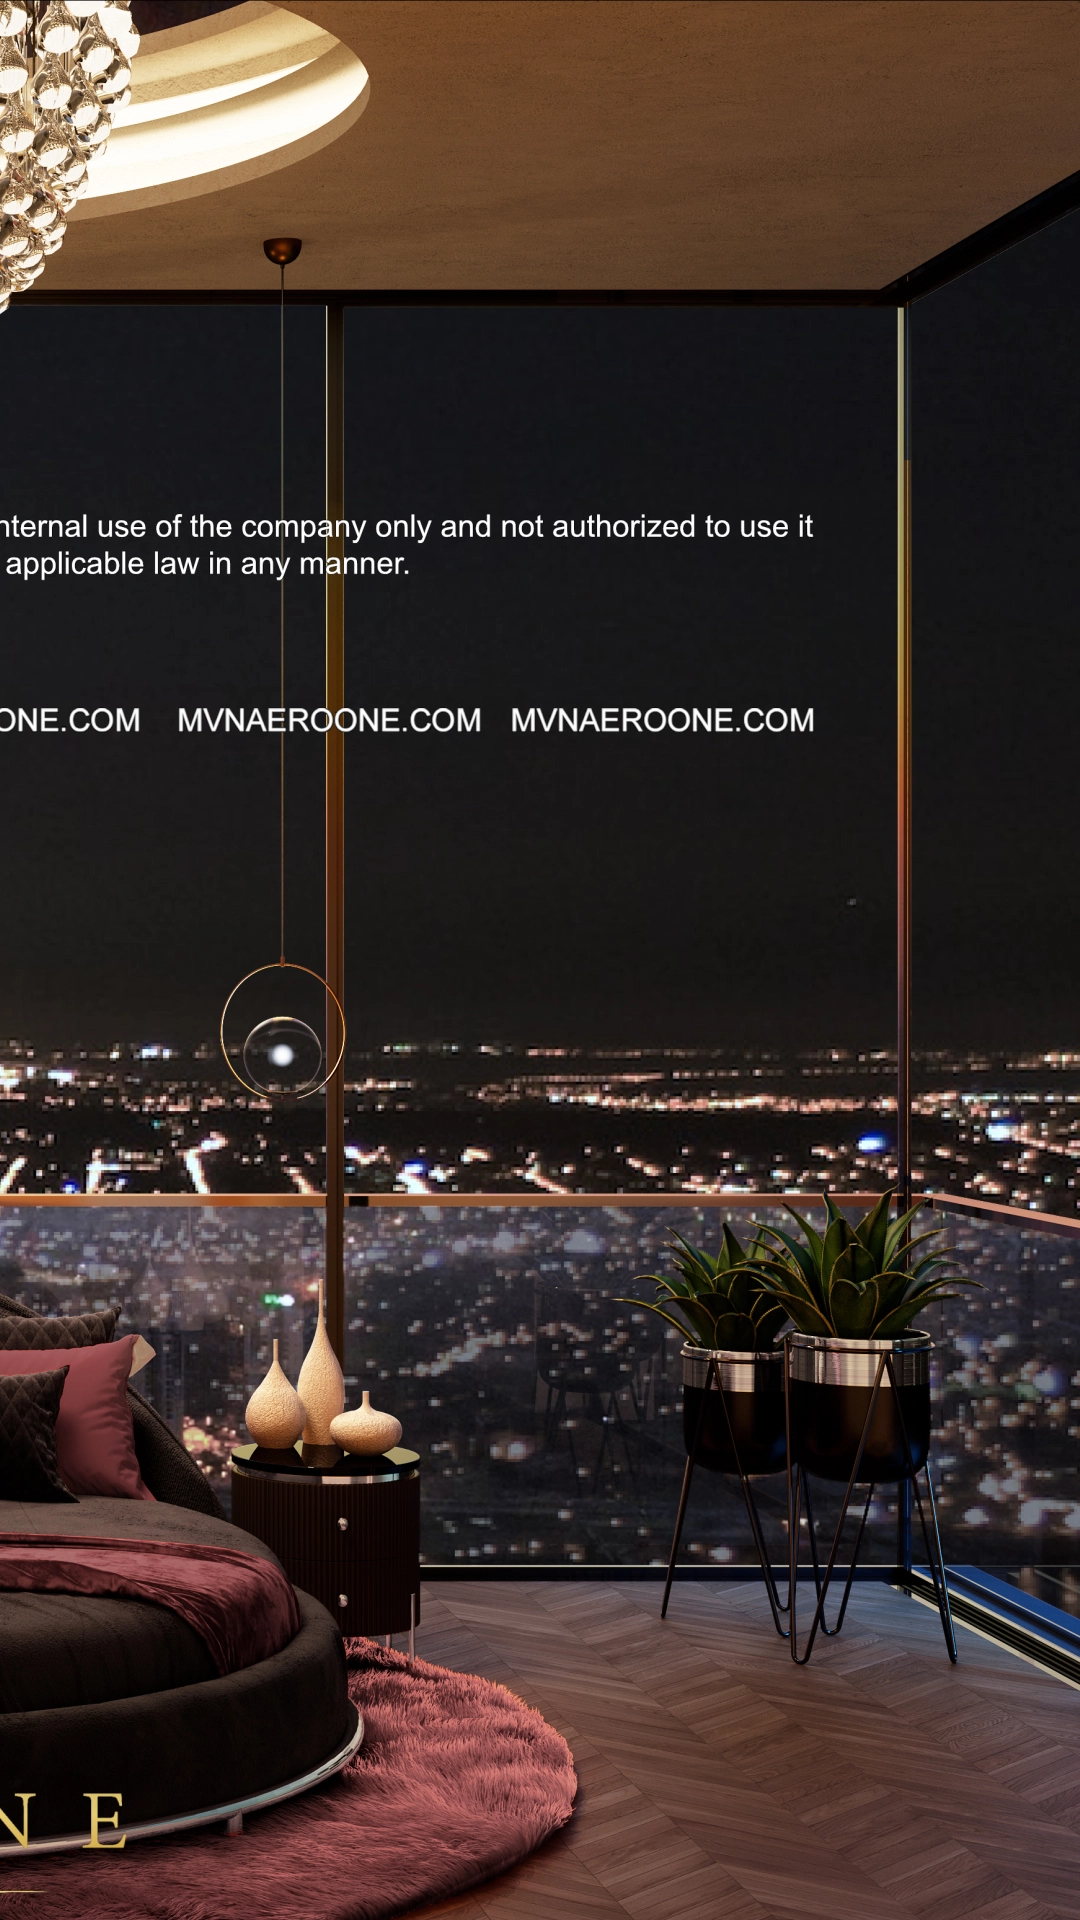 nternal use of the company only and not authorized to use it
applicable law in any manner.
ONE.COM MVNAEROONE.COM MVNAEROONE.COM
N E